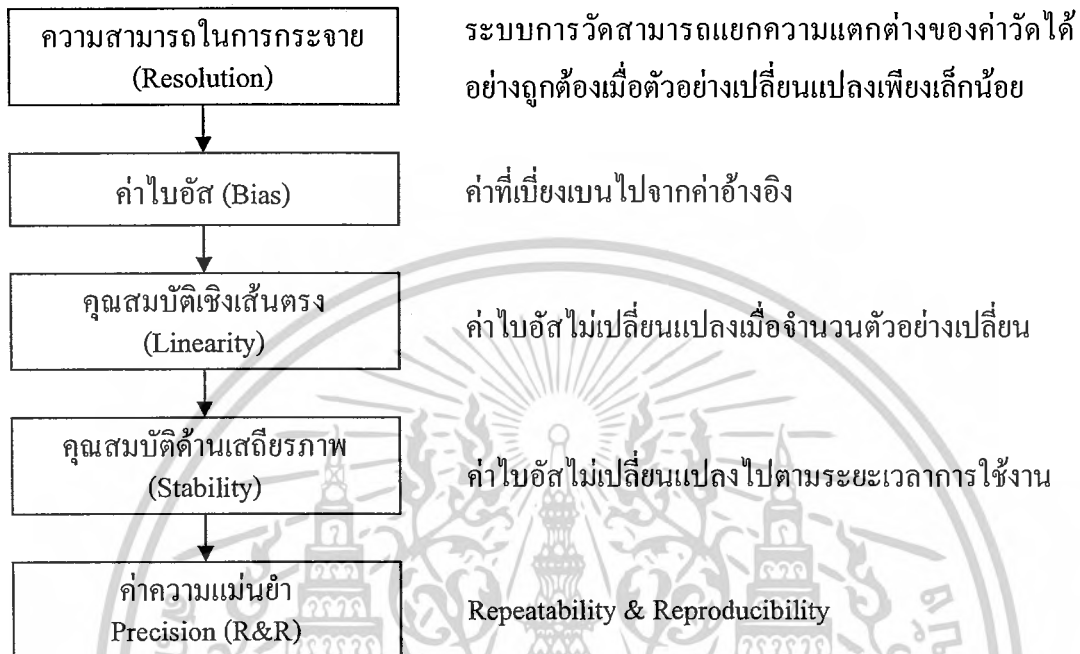 ความสามารถในการกระจาย
(Resolution)
ระบบการวัดสามารถแยกความแตกต่างของค่าวัดได้
อย่างถูกต้องเมื่อตัวอย่างเปลี่ยนแปลงเพียงเล็กน้อย
ค่าไบอัส (Bias)
ค่าที่เบี่ยงเบนไปจากค่าอ้างอิง
คุณสมบัติเชิงเส้นตรง
(Linearity)
ค่าไบอัสไม่เปลี่ยนแปลงเมื่อจำนวนตัวอย่างเปลี่ยน
คุณสมบัติด้านเสถียรภาพ
(Stability)
ค่าไบอัสไม่เปลี่ยนแปลงไปตามระยะเวลาการใช้งาน
ค่าความแม่นยำ
Precision (R&R)
Repeatability & Reproducibility